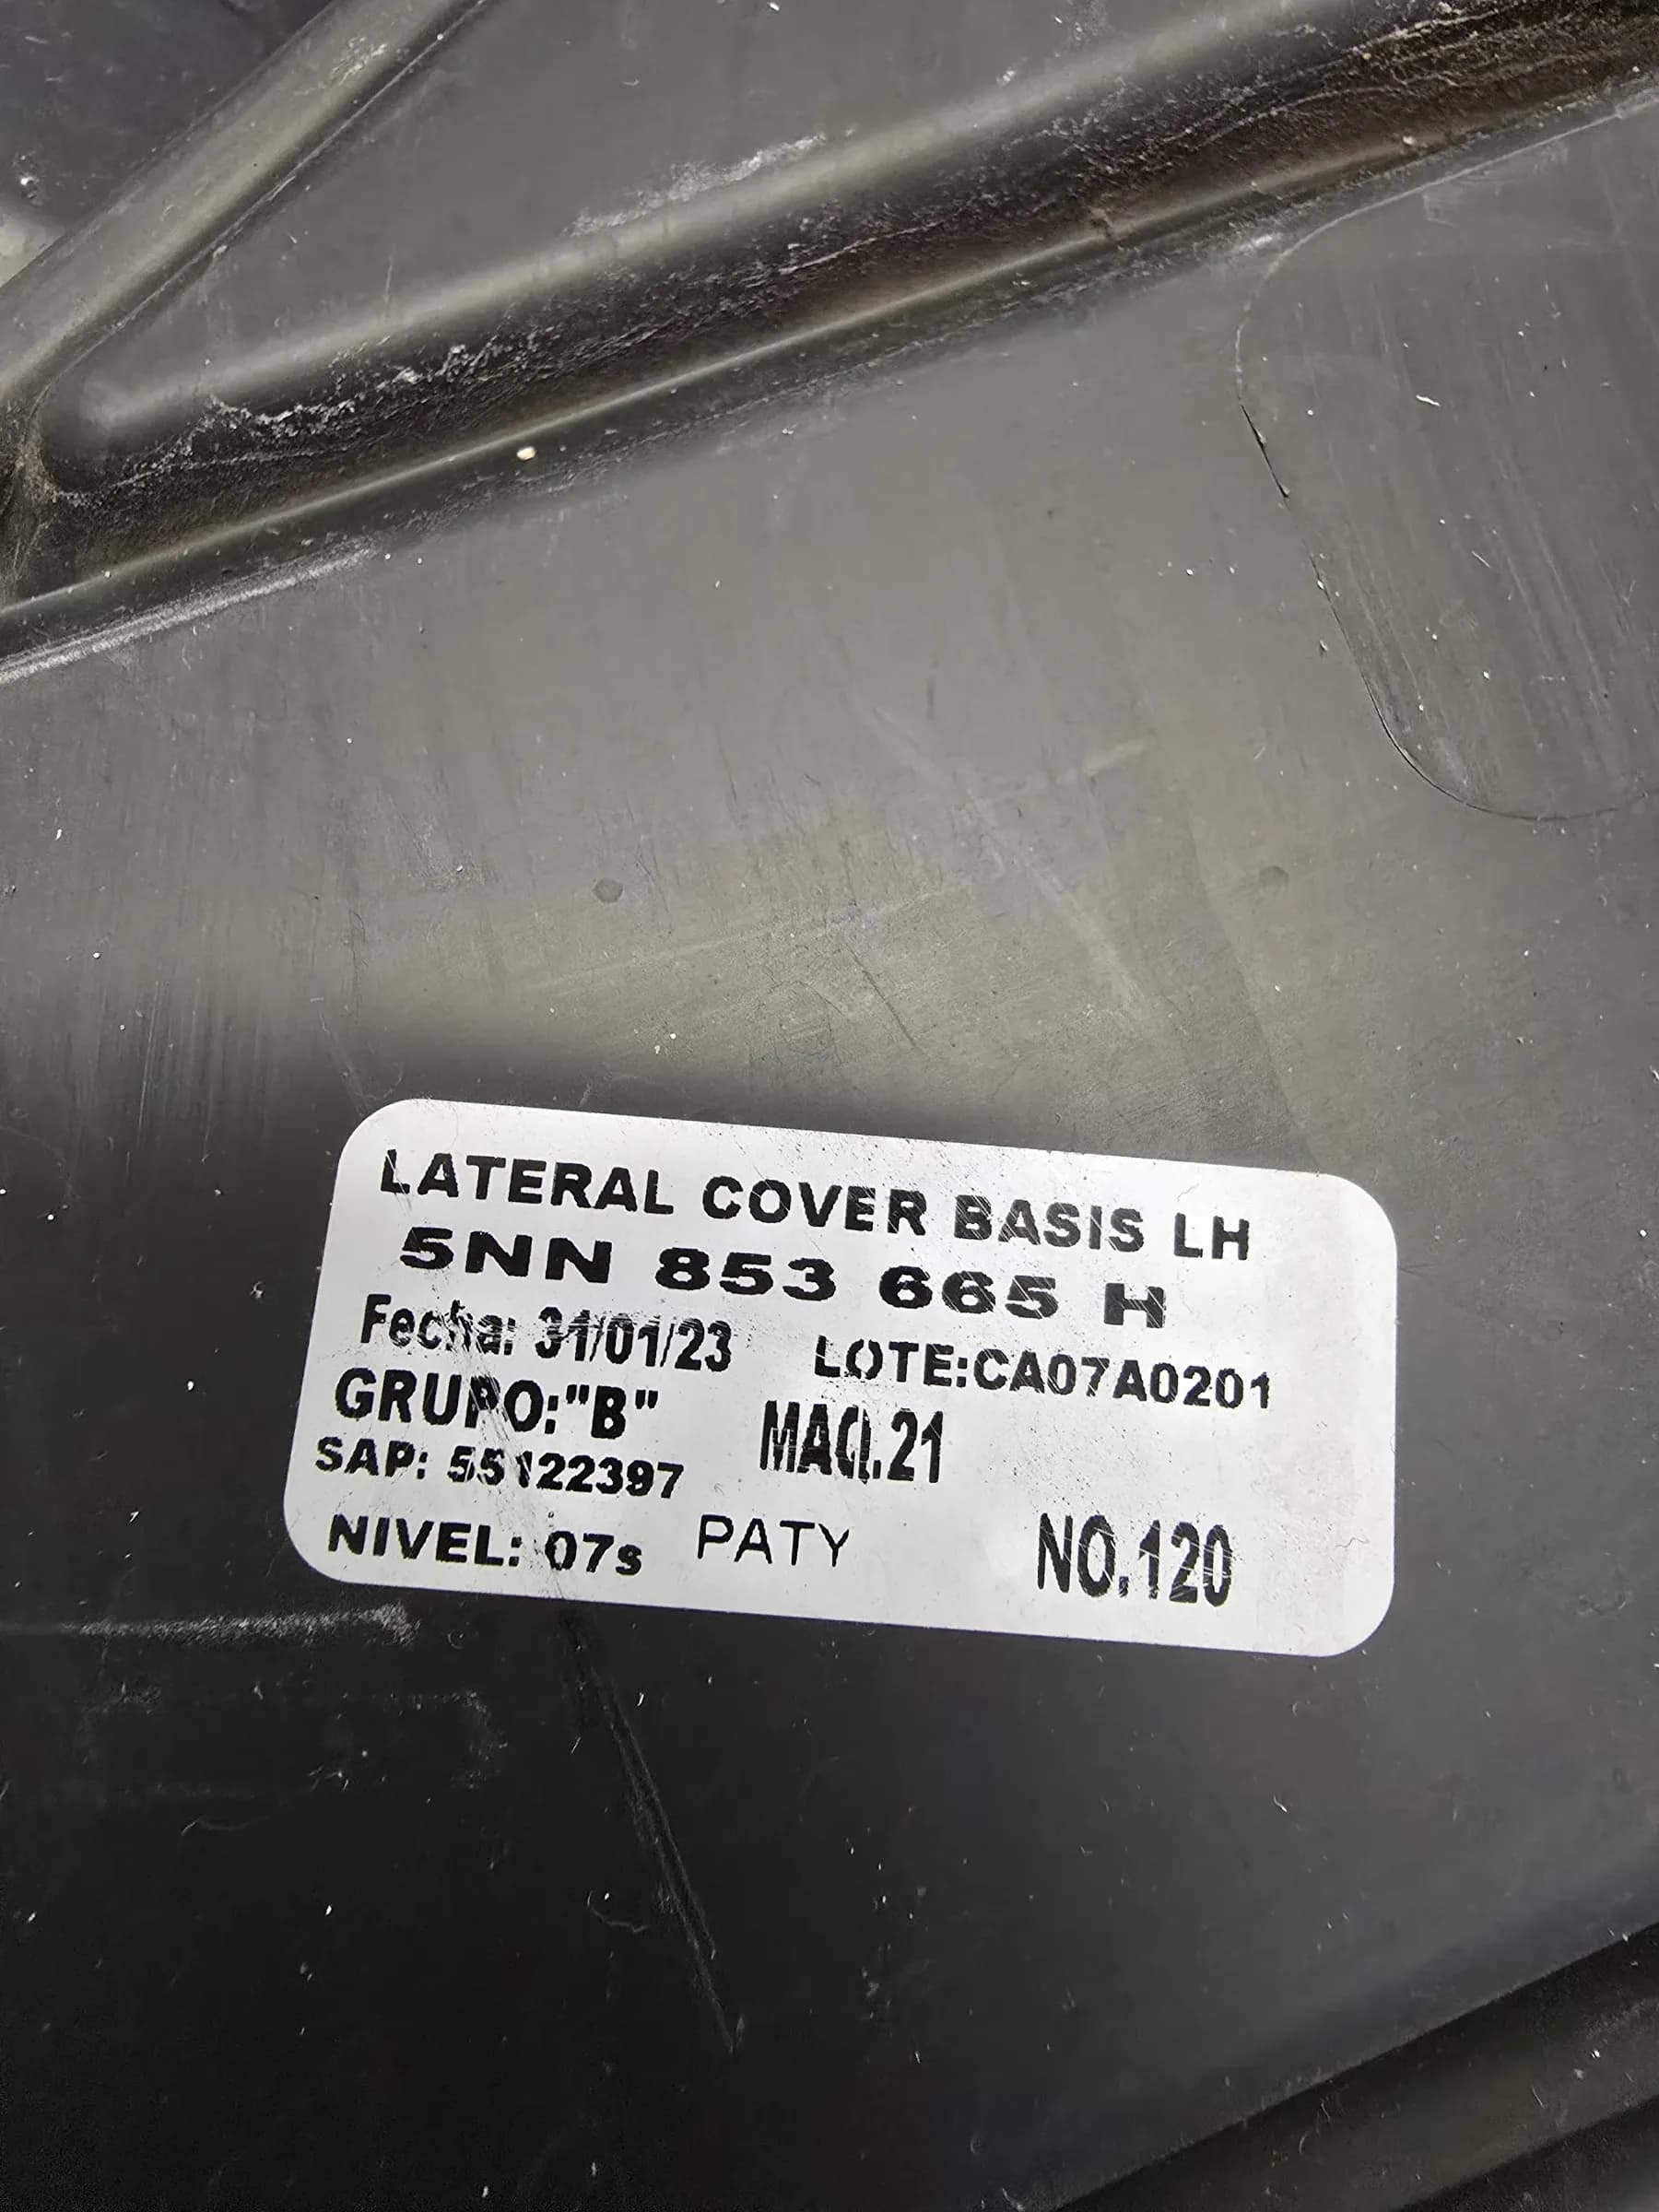 LATERAL COVER BASIS LH
5NN 853 665 H
Fecha: 31/01/23 LOTE:CA07A0201
GRUPO:"B" MAQ.21
SAP: 55122397
NIVEL: 07s PATY NO.120